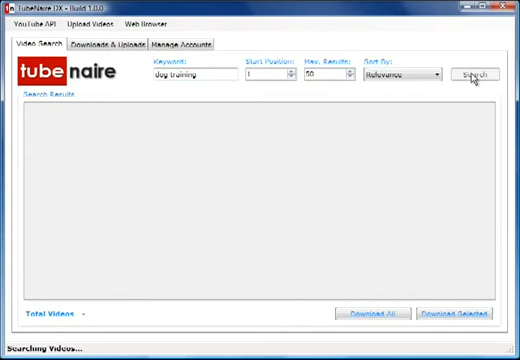 TubeNaire DX - Build 1.0.0
YouTube API Upload Videos Web Browser
Video Search Downloads & Uploads Manage Accounts
tube naire
Keyword: Start Position: Max. Results: Sort By:
dog training 1 50 Relevance Search
Search Results
Total Videos - Download All Download Selected
Searching Videos...